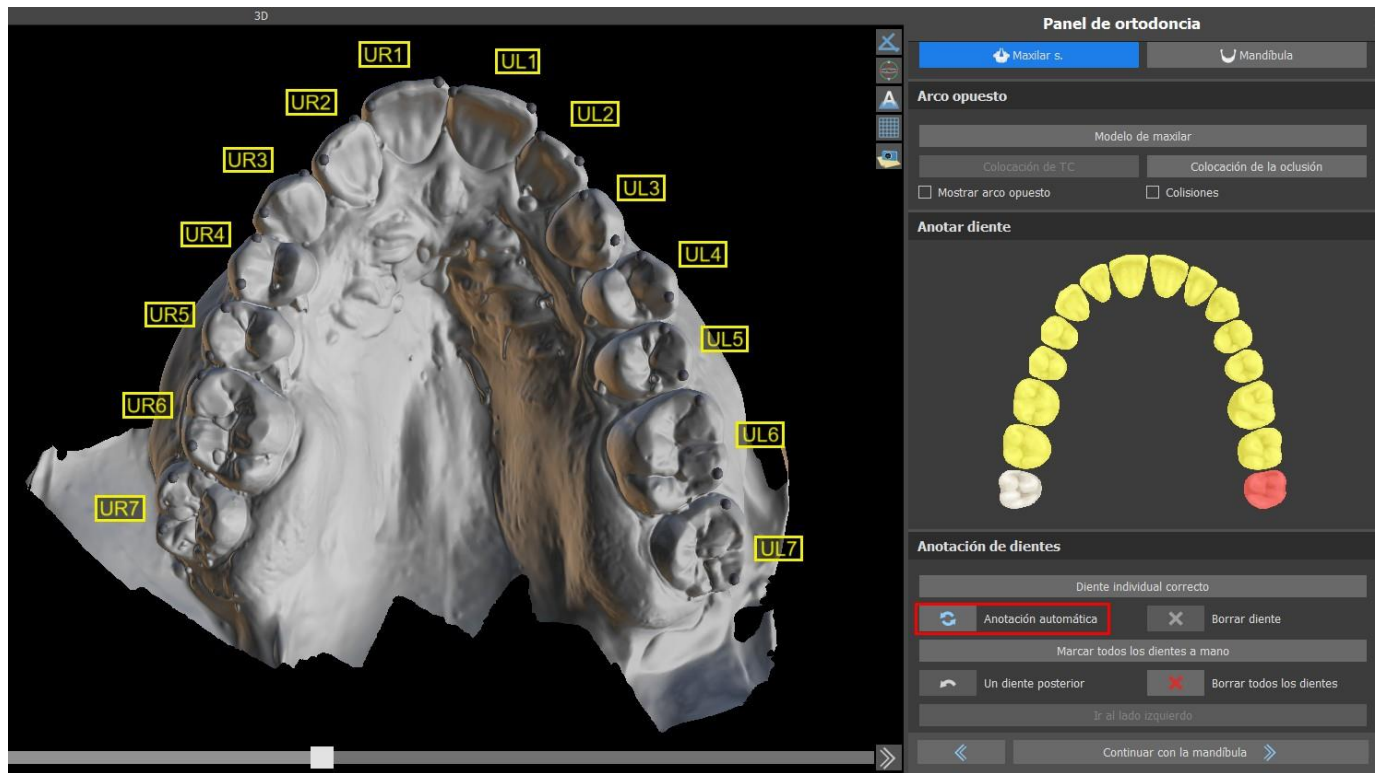 3D
UR1
UL1
UR2
UL2
UR3
UL3
UR4
UL4
UR5
UL5
UR6
UL6
UR7
UL7
A
Panel de ortodoncia
Maxilar s. Mandíbula
Arco opuesto
Modelo de maxilar
Colocación de TC Colocación de la oclusión
Mostrar arco opuesto Colisiones
Anotar diente
Anotación de dientes
Diente individual correcto
Anotación automática Borrar diente
Marcar todos los dientes a mano
Un diente posterior Borrar todos los dientes
Ir al lado izquierdo
Continuar con la mandíbula